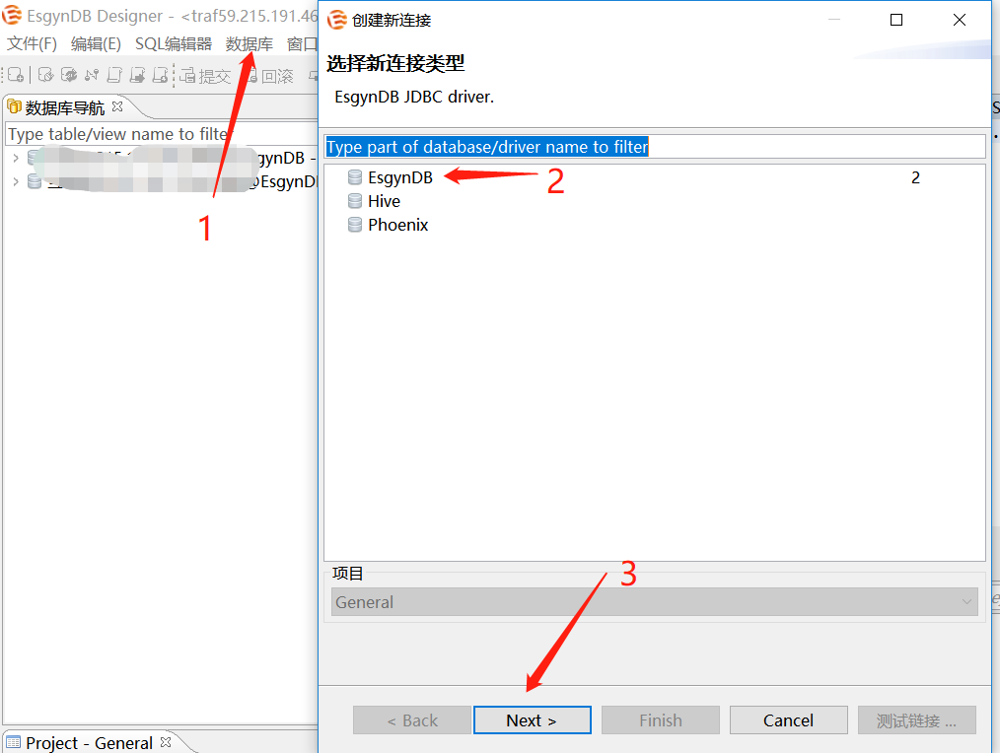 EsgynDB Designer - <traf59.215.191.46
文件(F) 编辑(E) SQL编辑器 数据库 窗口
提交 回滚
数据库导航
Type table/view name to filte
gynDB -
@EsgynD
1
创建新连接
选择新连接类型
EsgynDB JDBC driver.
Type part of database/driver name to filter
EsgynDB 2
2
Hive
Phoenix
项目
3
General
< Back Next > Finish Cancel 测试链接 ...
Project - General